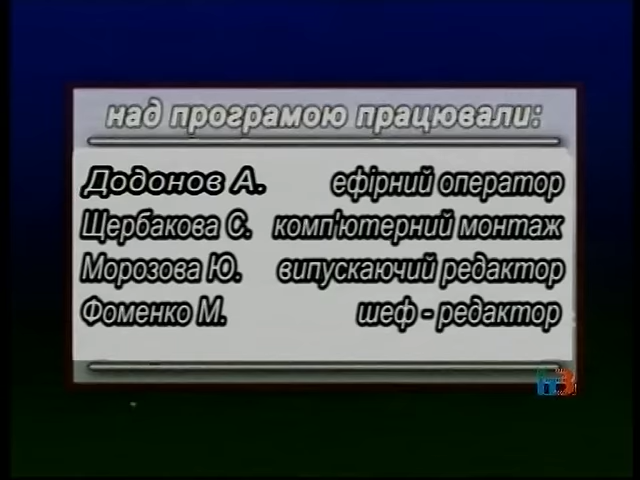 над програмою працювали:
Додонов А. ефірний оператор
Щербакова С. комп'ютерний монтаж
Морозова Ю. випускаючий редактор
Фоменко М. шеф - редактор